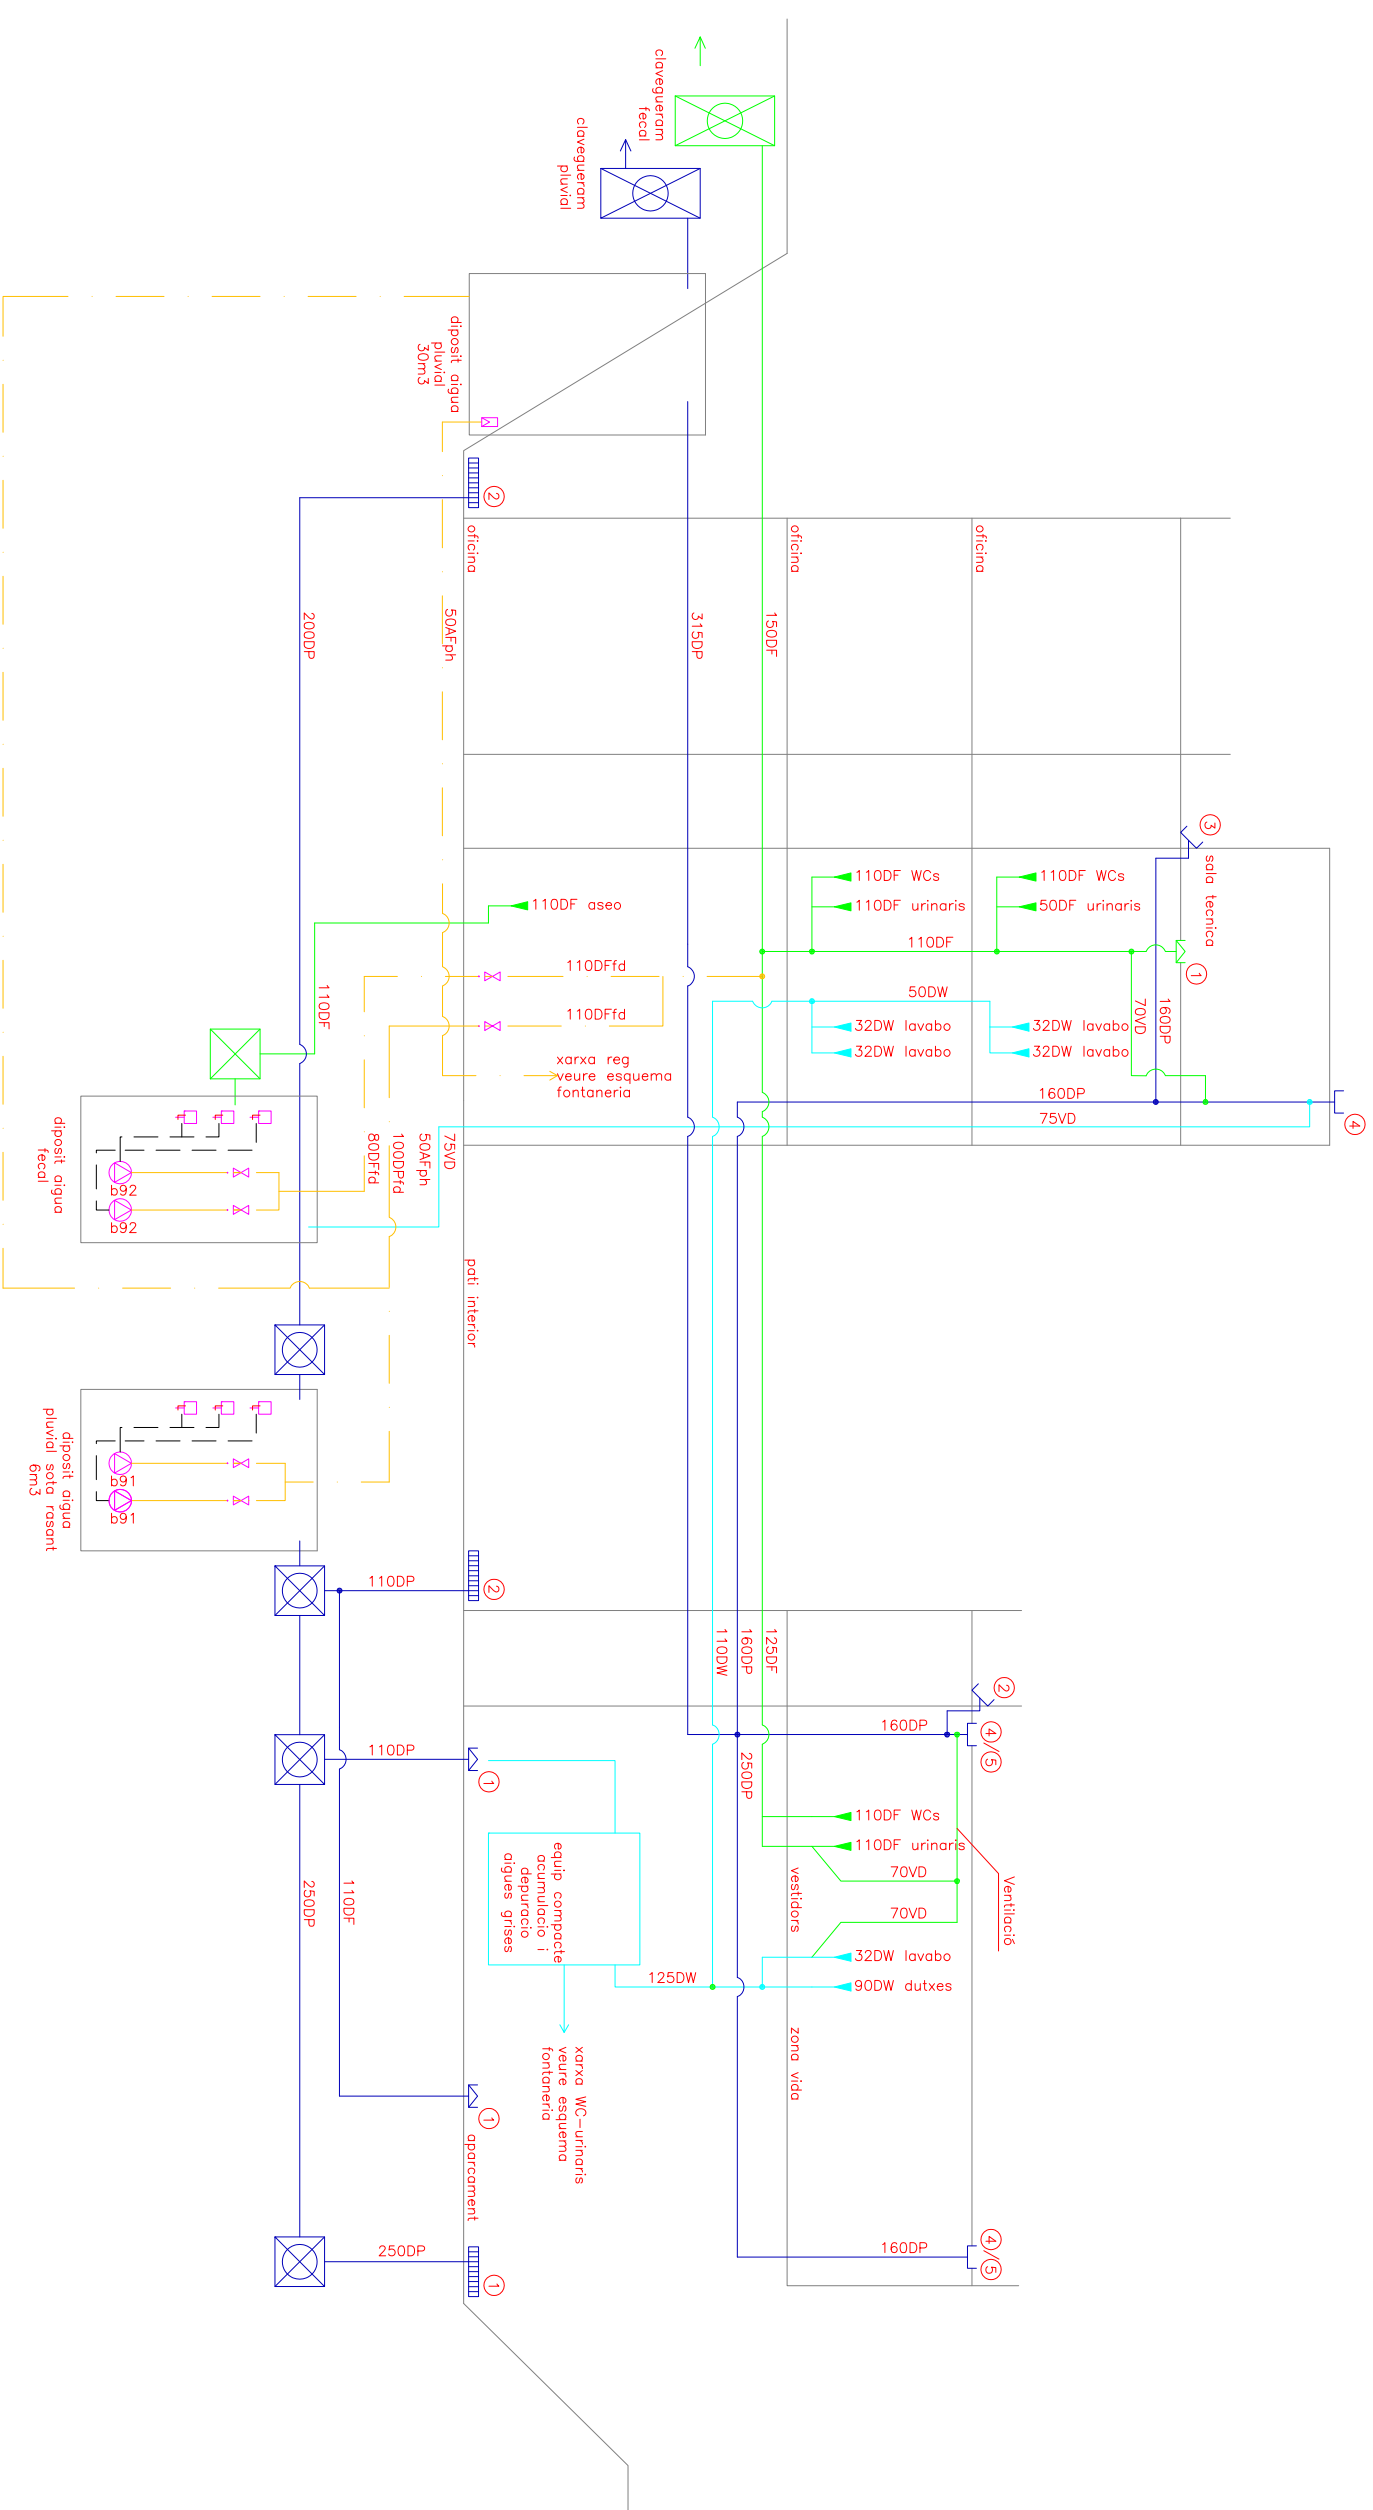 clavegueram
fecal
clavegueram
pluvial
diposit aigua
pluvial
30m3
2
oficina
oficina
oficina
200DP
50AFph
315DP
150DF
3
sala tecnica
110DF WCs
110DF WCs
110DF aseo
110DF urinaris
50DF urinaris
110DF
1
110DFfd
110DF
50DW
70VD
160DP
110DFfd
32DW lavabo
32DW lavabo
32DW lavabo
32DW lavabo
xarxa reg
veure esquema
fontaneria
160DP
4
75VD
diposit aigua
fecal
80DFfd
100DPfd
50AFph
75VD
b92
b92
pati interior
diposit aigua
pluvial sota rasant
6m3
b91
b91
110DP
2
110DW
160DP
125DF
2
160DP
4/5
110DP
1
250DP
110DF WCs
110DF urinaris
70VD
vestidors
Ventilació
70VD
250DP
110DF
equip compacte
acumulacio i
depuracio
aigues grises
32DW lavabo
125DW
90DW dutxes
zona vida
xarxa WC-urinaris
veure esquema
fontaneria
1
aparcament
250DP
1
160DP
4/5